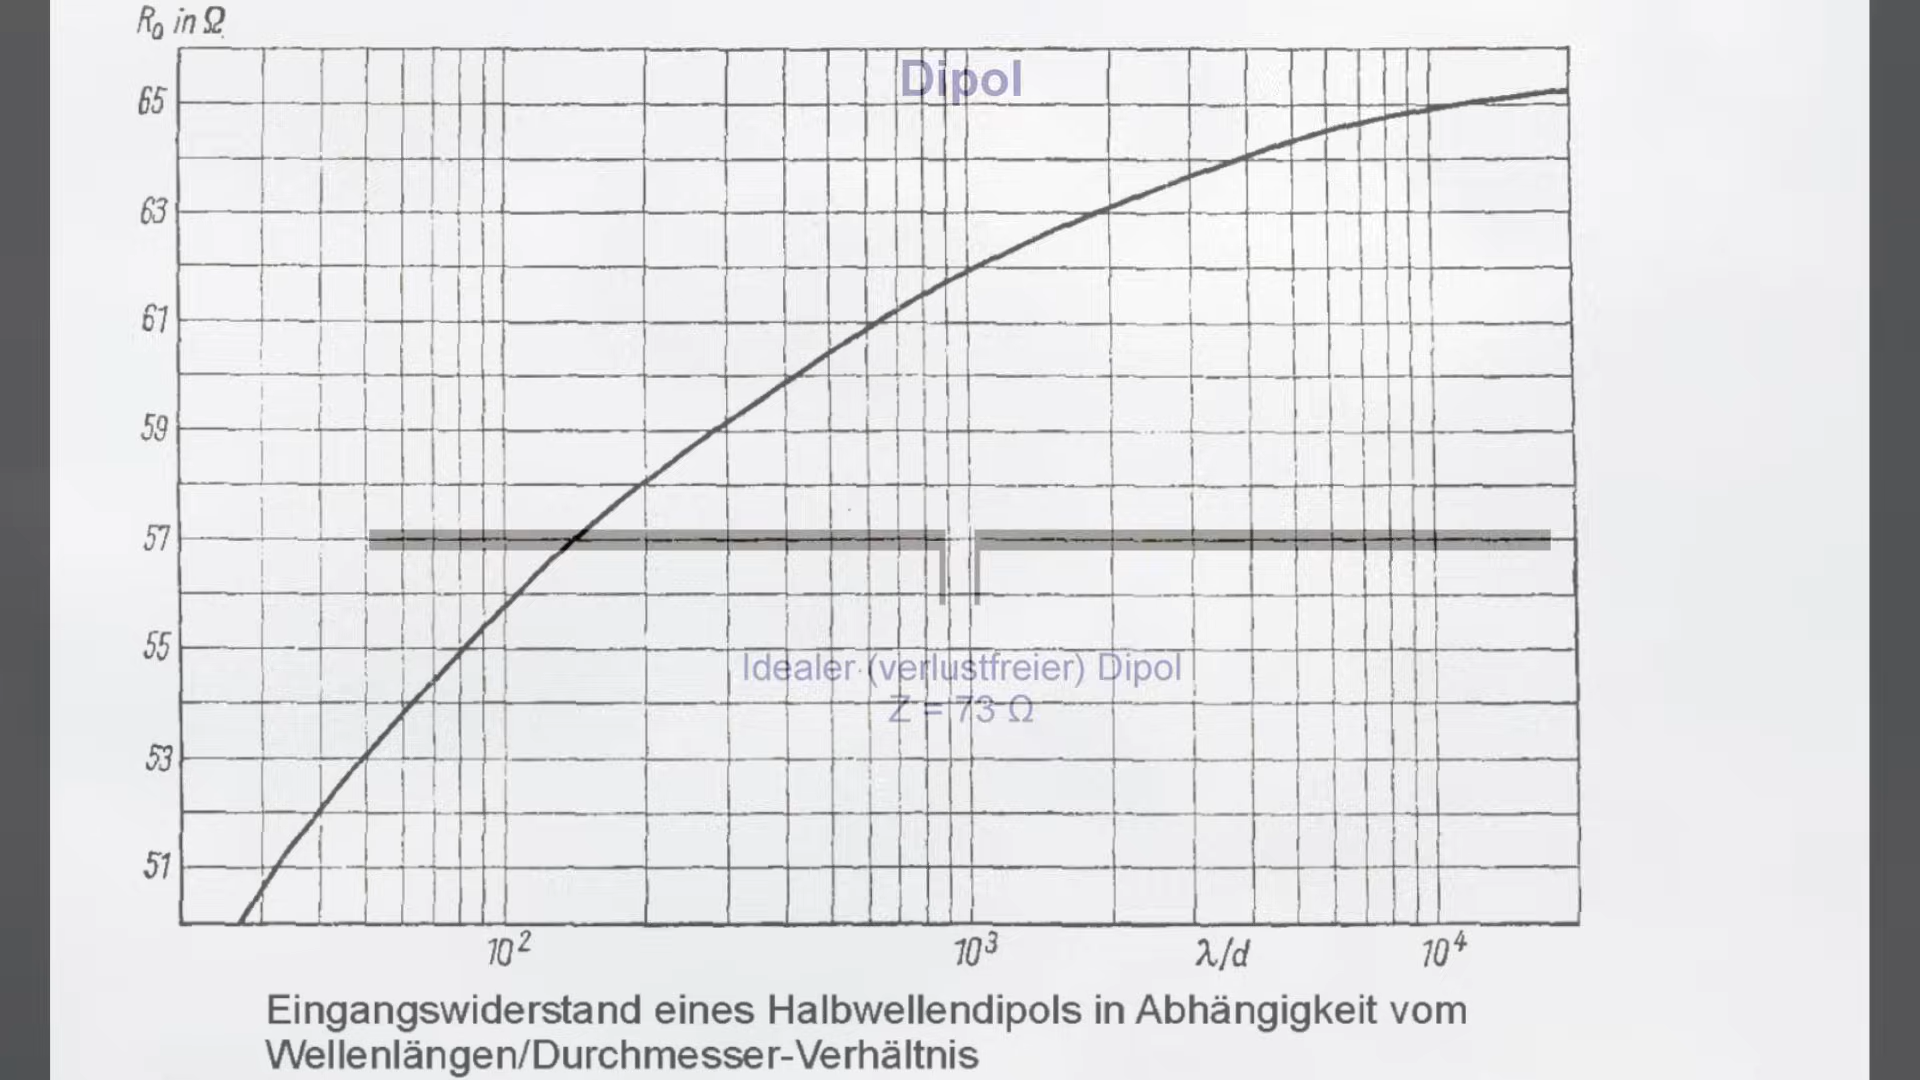 R₀ in Ω
Dipol
65
63
61
59
57
55
Idealer (verlustfreier) Dipol
Z = 73 Ω
53
51
10² 10³ λ/d 10⁴
Eingangswiderstand eines Halbwellendipols in Abhängigkeit vom
Wellenlängen/Durchmesser-Verhältnis